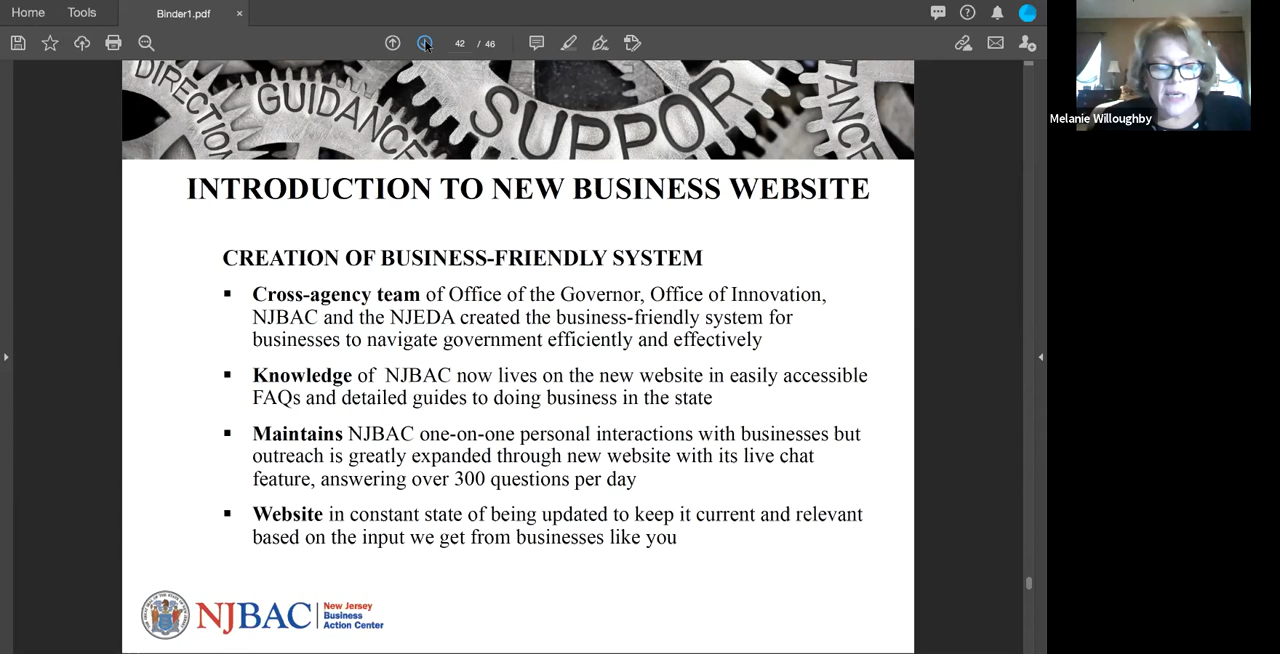 Home
Tools
Binder1.pdf
×
42 / 46
Melanie Willoughby
DIRECTION
GUIDANCE
SUPPORT
INTRODUCTION TO NEW BUSINESS WEBSITE
CREATION OF BUSINESS-FRIENDLY SYSTEM
▪ Cross-agency team of Office of the Governor, Office of Innovation,
NJBAC and the NJEDA created the business-friendly system for
businesses to navigate government efficiently and effectively
▪ Knowledge of NJBAC now lives on the new website in easily accessible
FAQs and detailed guides to doing business in the state
▪ Maintains NJBAC one-on-one personal interactions with businesses but
outreach is greatly expanded through new website with its live chat
feature, answering over 300 questions per day
▪ Website in constant state of being updated to keep it current and relevant
based on the input we get from businesses like you
NJBAC
New Jersey
Business
Action Center